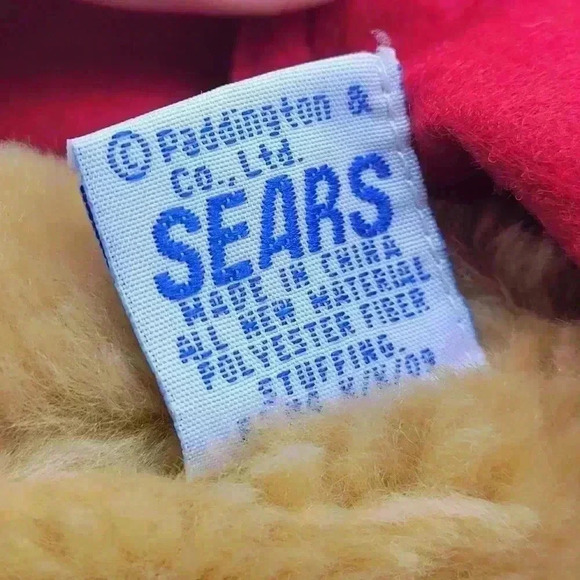 © Paddington &
Co., Ltd.
SEARS
MADE IN CHINA
ALL NEW MATERIAL
POLYESTER FIBER
STUFFING